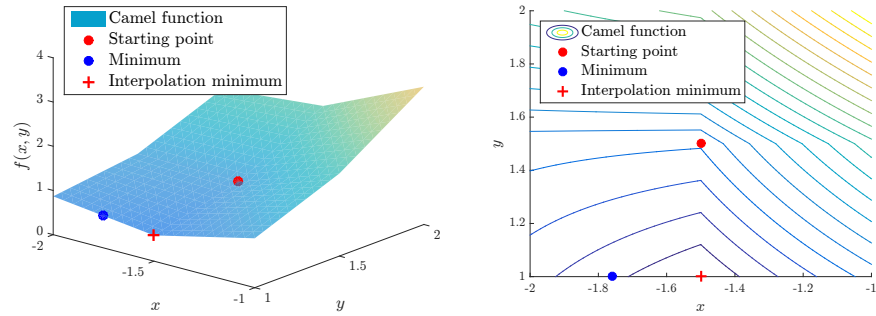 Camel function
Starting point
Minimum
Interpolation minimum
f(x, y)
4
3
2
1
0
-2
-1.5
-1
x
1
1.5
2
y
Camel function
Starting point
Minimum
Interpolation minimum
y
2
1.8
1.6
1.4
1.2
1
-2
-1.8
-1.6
-1.4
-1.2
-1
x